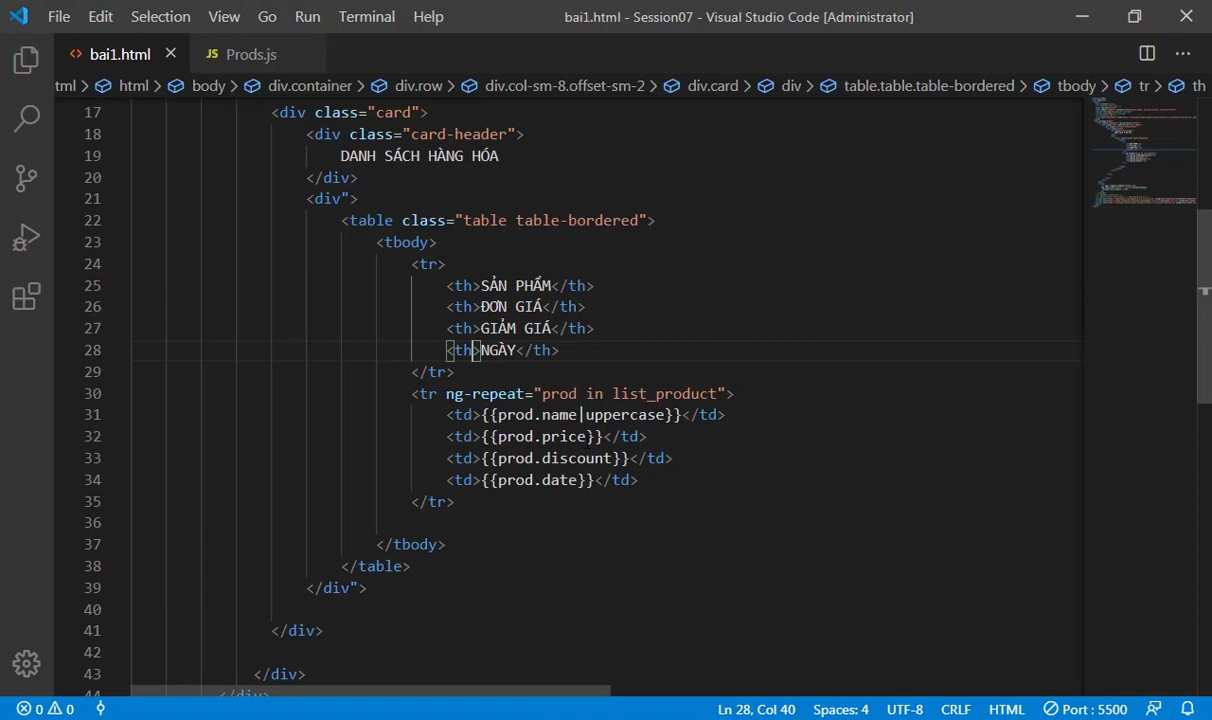 File Edit Selection View Go Run Terminal Help bai1.html - Session07 - Visual Studio Code [Administrator]
<> bai1.html JS Prods.js
tml > html > body > div.container > div.row > div.col-sm-8.offset-sm-2 > div.card > div > table.table.table-bordered > tbody > tr > th
17 <div class="card">
18 <div class="card-header">
19 DANH SÁCH HÀNG HÓA
20 </div>
21 <div">
22 <table class="table table-bordered">
23 <tbody>
24 <tr>
25 <th>SẢN PHẨM</th>
26 <th>ĐƠN GIÁ</th>
27 <th>GIẢM GIÁ</th>
28 <th>NGÀY</th>
29 </tr>
30 <tr ng-repeat="prod in list_product">
31 <td>{{prod.name|uppercase}}</td>
32 <td>{{prod.price}}</td>
33 <td>{{prod.discount}}</td>
34 <td>{{prod.date}}</td>
35 </tr>
36
37 </tbody>
38 </table>
39 </div">
40
41 </div>
42
43 </div>
44 </div>
0 0 Ln 28, Col 40 Spaces: 4 UTF-8 CRLF HTML Port : 5500